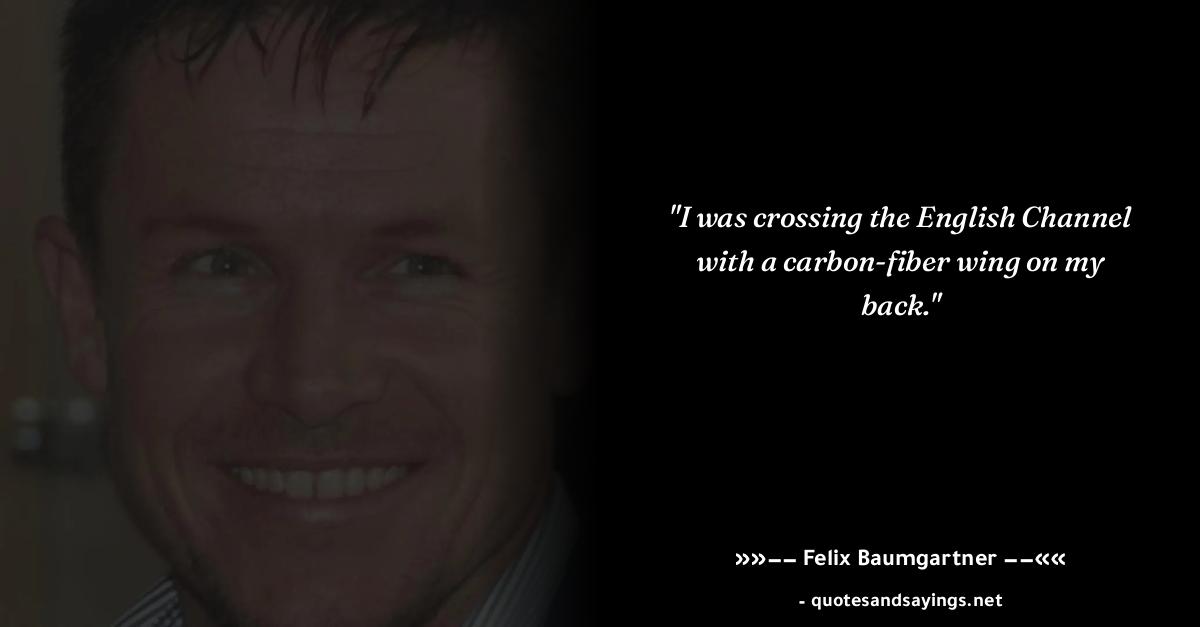 "I was crossing the English Channel
with a carbon-fiber wing on my
back."
»»–– Felix Baumgartner ––««
- quotesandsayings.net